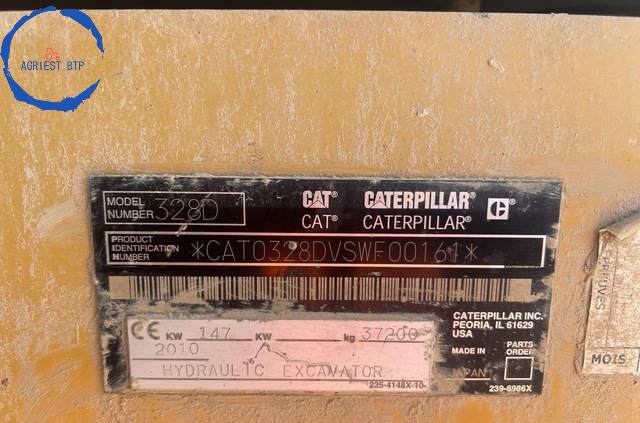 AGRIEST BTP
MODEL NUMBER 328D
CAT® CATERPILLAR®
CAT® CATERPILLAR®
PRODUCT IDENTIFICATION NUMBER *CAT0328DVSWF00161*
CATERPILLAR INC.
PEORIA, IL 61629
USA
CE KW 147 KW kg 37200
2010
HYDRAULIC EXCAVATOR
225-4148X-10
MADE IN JAPAN
PARTS ORDER
239-6986X
MOIS